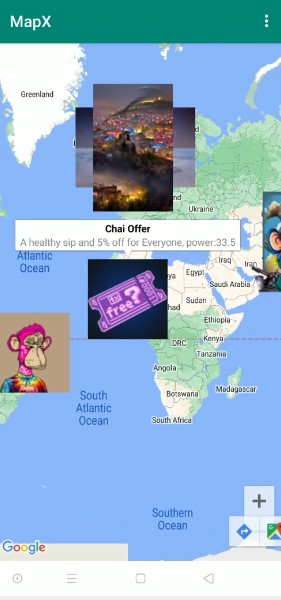 MapX
Greenland
Ukraine
Chai Offer
A healthy sip and 5% off for Everyone, power:33.5
Atlantic
Ocean
Iraq
Iran
Egypt
Saudi Arabia
Sudan
free?
Ethiopia
DRC
Kenya
Tanzania
Angola
Botswana
Madagascar
South
Atlantic
Ocean
South Africa
Southern
Ocean
Google